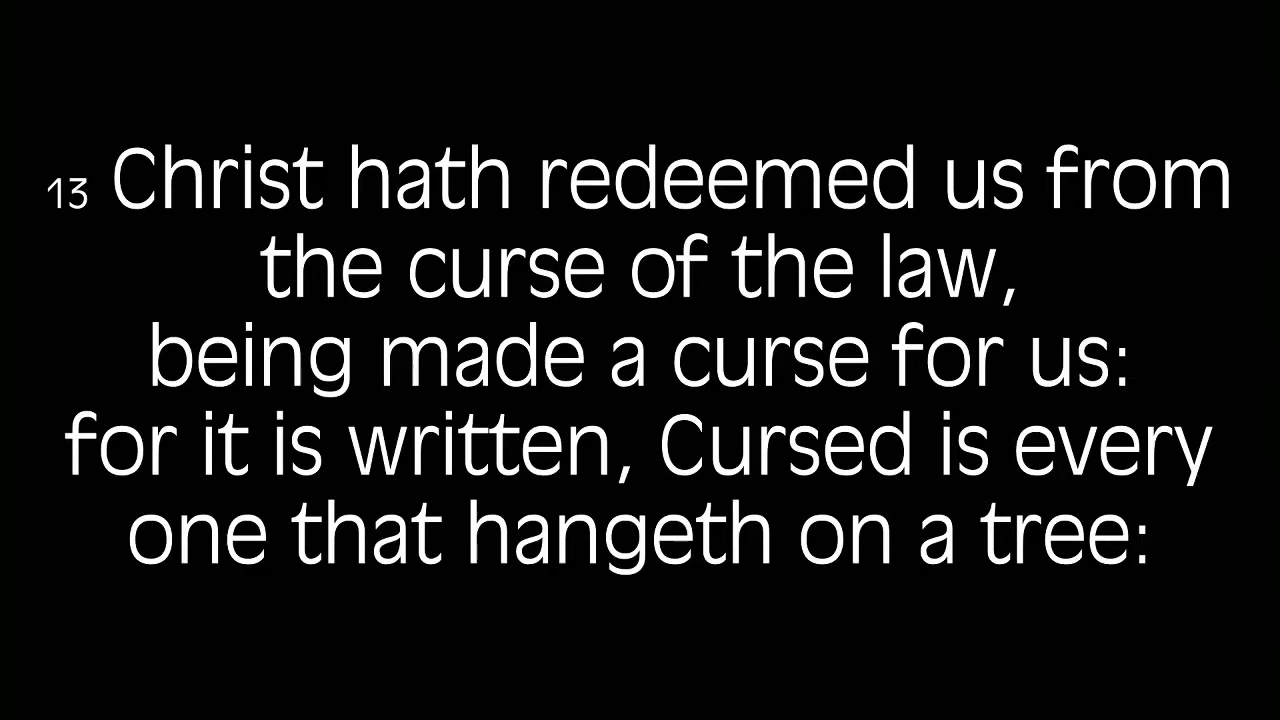 13 Christ hath redeemed us from
the curse of the law,
being made a curse for us:
for it is written, Cursed is every
one that hangeth on a tree: